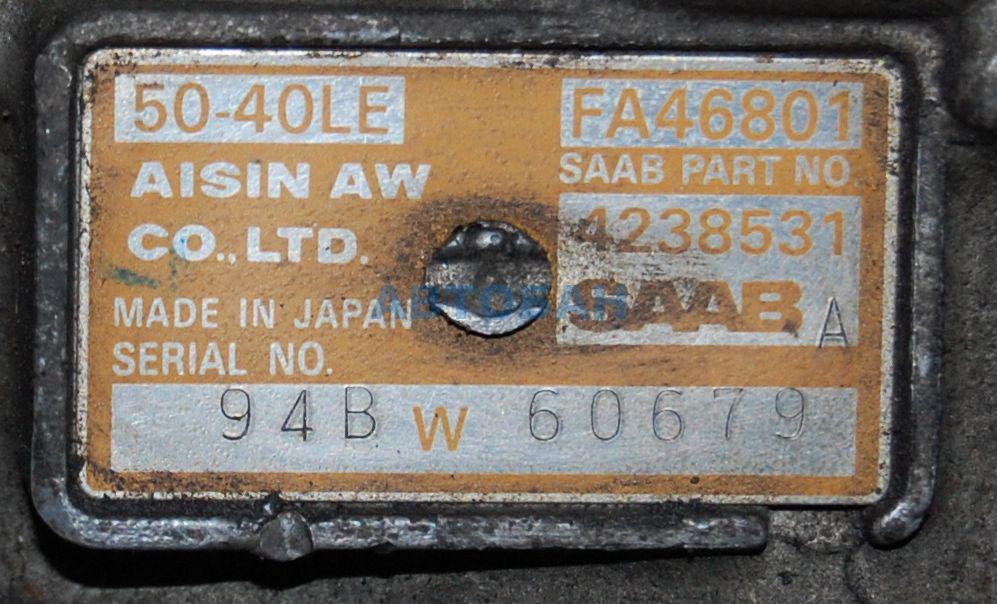 50-40LE
FA46801
AISIN AW
CO., LTD.
SAAB PART NO.
4238531
SAAB A
MADE IN JAPAN
SERIAL NO.
94B W 60679
АВТОБАН